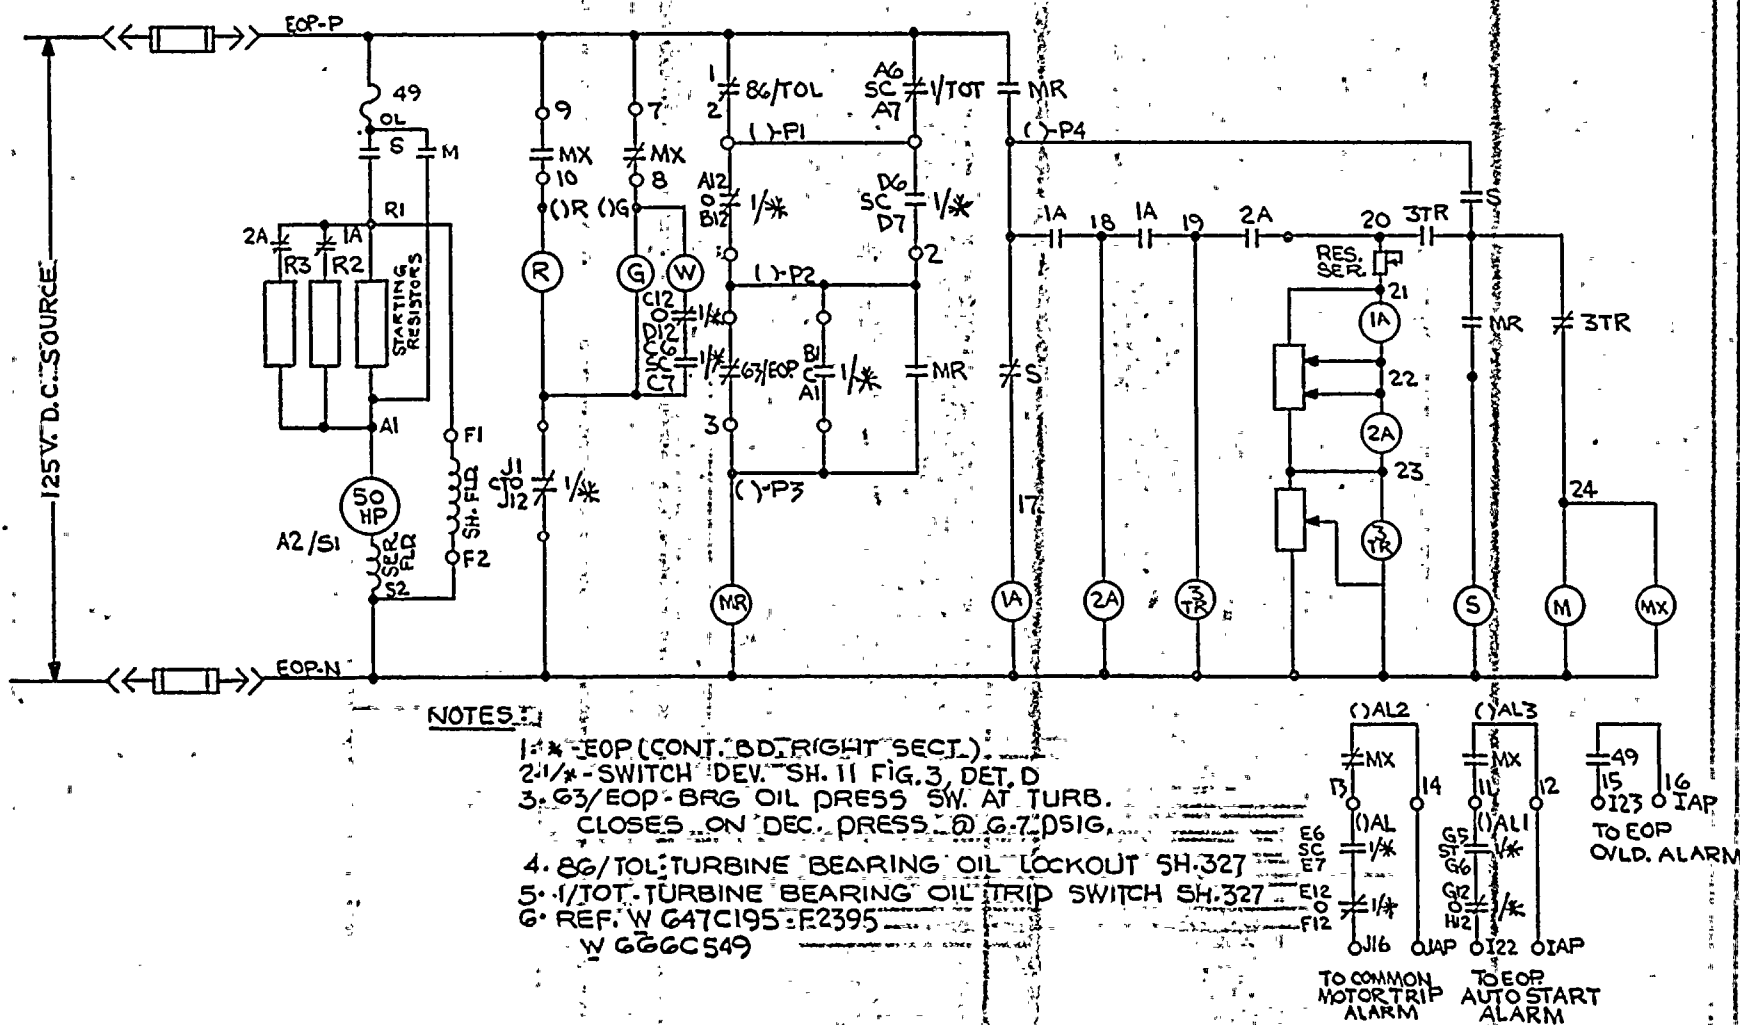 EOP-P
49
OL
S
M
R1
2A
1A
R3
R2
STARTING
RESISTORS
A1
50
HP
A2/S1
SER.
FLD
S2
F1
SH. FLD
F2
125 V. D.C. SOURCE
EOP-N
9
MX
10
()R
R
J1
CTO
J12
1/*
7
MX
8
()G
G
W
C12
O
D12
1/*
C6
SC
C7
1/*
1
86/TOL
2
()-P1
A12
O
B12
1/*
()-P2
63/EOP
3
()-P3
MR
B1
C
A1
1/*
A6
SC
A7
1/TOT
D6
SC
D7
1/*
2
MR
MR
()-P4
S
17
1A
1A
18
1A
19
2A
20
3TR
2A
3
TR
RES.
SER.
21
1A
22
2A
23
3
TR
S
MR
S
3TR
24
M
MX
NOTES:
1. * - EOP (CONT. BD. RIGHT SECT.)
2. 1/* - SWITCH DEV. SH. 11 FIG. 3, DET. D
3. 63/EOP - BRG OIL PRESS SW. AT TURB.
CLOSES ON DEC. PRESS @ 6.7 PSIG.
4. 86/TOL: TURBINE BEARING OIL LOCKOUT SH. 327
5. 1/TOT - TURBINE BEARING OIL TRIP SWITCH SH. 327
6. REF. W 647C195 - F2395
W 666C549
()AL2
MX
13
14
()AL
E6
SC
E7
1/*
E12
O
F12
1/*
J16
JAP
TO COMMON
MOTOR TRIP
ALARM
()AL3
MX
11
12
()AL1
G5
ST
G6
1/*
G12
O
H12
1/*
I22
IAP
TO EOP
AUTO START
ALARM
49
15
16
I23
IAP
TO EOP
OVLD. ALARM